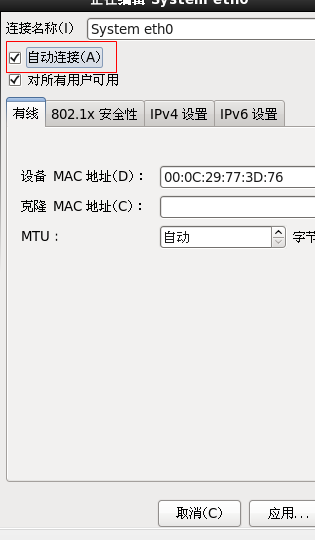 正在编辑 System eth0
连接名称(I) System eth0
自动连接(A)
对所有用户可用
有线 802.1x 安全性 IPv4 设置 IPv6 设置
设备 MAC 地址(D)： 00:0C:29:77:3D:76
克隆 MAC 地址(C)：
MTU： 自动 字节
取消(C) 应用...